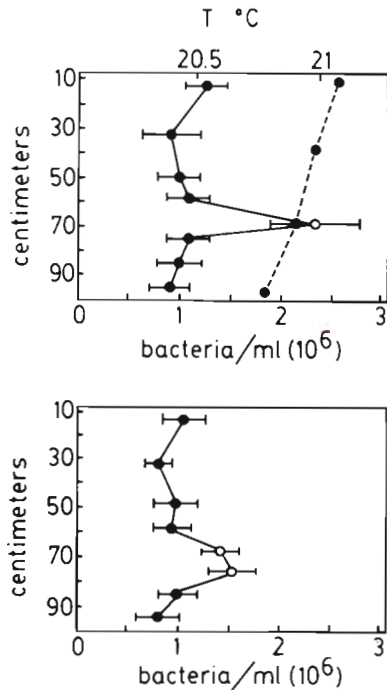 T °C
20.5 21
10
30
50
70
90
centimeters
0 1 2 3
bacteria/ml (10⁶)
10
30
50
70
90
centimeters
0 1 2 3
bacteria/ml (10⁶)